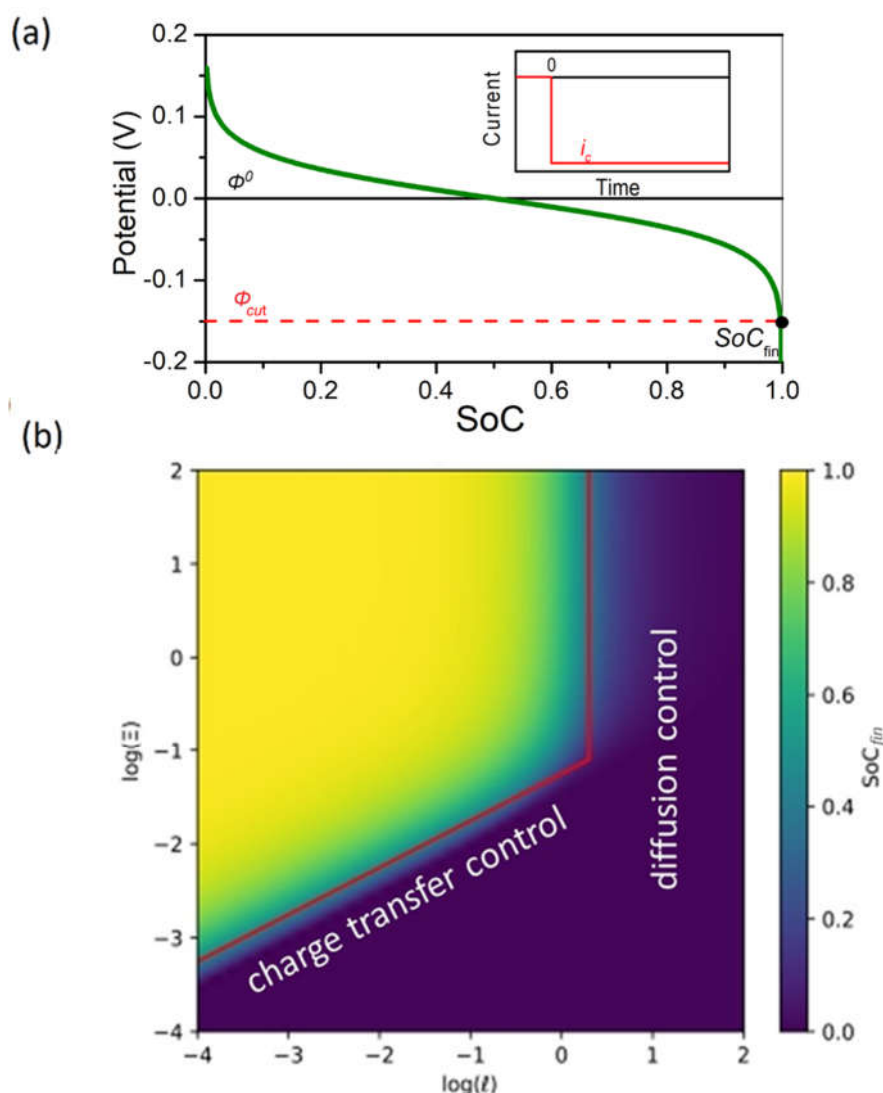 (a)
0.2
0.1
0.0
-0.1
-0.2
Potential (V)
Φ⁰
Φcut
SoCfin
0
Current
ic
Time
0.0 0.2 0.4 0.6 0.8 1.0
SoC
(b)
2
1
0
−1
−2
−3
−4
log(Ξ)
charge transfer control
diffusion control
−4 −3 −2 −1 0 1 2
log(ℓ)
1.0
0.8
0.6
0.4
0.2
0.0
SoCfin